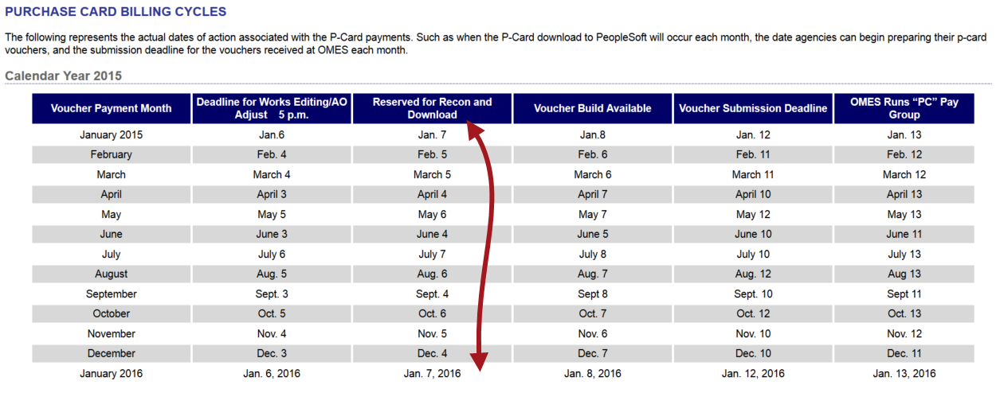 PURCHASE CARD BILLING CYCLES
The following represents the actual dates of action associated with the P-Card payments. Such as when the P-Card download to PeopleSoft will occur each month, the date agencies can begin preparing their p-card
vouchers, and the submission deadline for the vouchers received at OMES each month.
Calendar Year 2015
Voucher Payment Month Deadline for Works Editing/AO Adjust 5 p.m. Reserved for Recon and Download Voucher Build Available Voucher Submission Deadline OMES Runs “PC” Pay Group
January 2015 Jan.6 Jan. 7 Jan.8 Jan. 12 Jan. 13
February Feb. 4 Feb. 5 Feb. 6 Feb. 11 Feb. 12
March March 4 March 5 March 6 March 11 March 12
April April 3 April 4 April 7 April 10 April 13
May May 5 May 6 May 7 May 12 May 13
June June 3 June 4 June 5 June 10 June 11
July July 6 July 7 July 8 July 10 July 13
August Aug. 5 Aug. 6 Aug. 7 Aug. 12 Aug 13
September Sept. 3 Sept. 4 Sept 8 Sept. 10 Sept 11
October Oct. 5 Oct. 6 Oct. 7 Oct. 12 Oct. 13
November Nov. 4 Nov. 5 Nov. 6 Nov. 10 Nov. 12
December Dec. 3 Dec. 4 Dec. 7 Dec. 10 Dec. 11
January 2016 Jan. 6, 2016 Jan. 7, 2016 Jan. 8, 2016 Jan. 12, 2016 Jan. 13, 2016